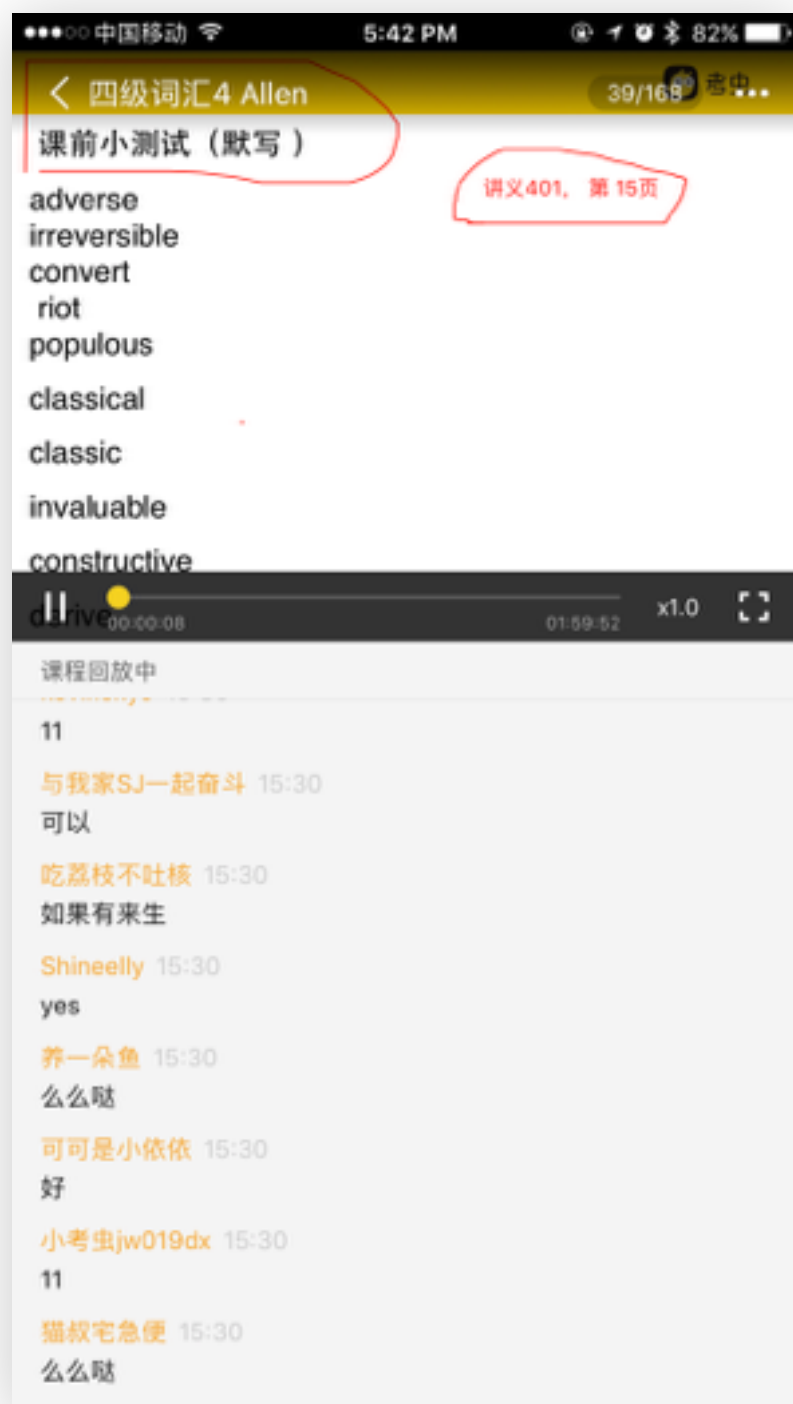 中国移动 5:42 PM 82%
四级词汇4 Allen 39/168 考虫
课前小测试（默写 ）
讲义401， 第 15页
adverse
irreversible
convert
riot
populous
classical
classic
invaluable
constructive
derive
00:00:08 01:59:52 x1.0
课程回放中
11
与我家SJ一起奋斗 15:30
可以
吃荔枝不吐核 15:30
如果有来生
Shineelly 15:30
yes
养一朵鱼 15:30
么么哒
可可是小依依 15:30
好
小考虫jw019dx 15:30
11
猫叔宅急便 15:30
么么哒